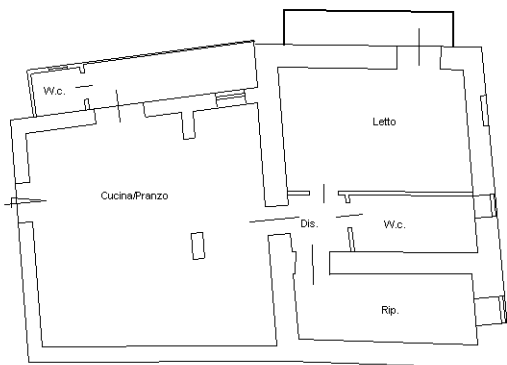 W.c.
Letto
Cucina/Pranzo
Dis.
W.c.
Rip.